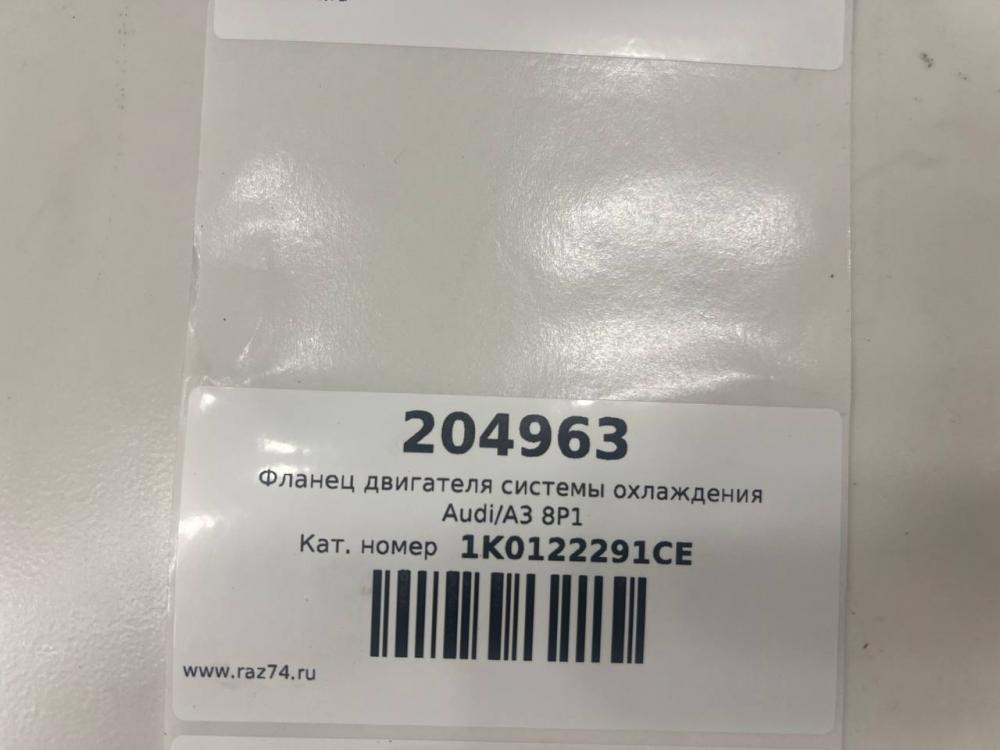 204963
Фланец двигателя системы охлаждения
Audi/A3 8P1
Кат. номер 1K0122291CE
www.raz74.ru